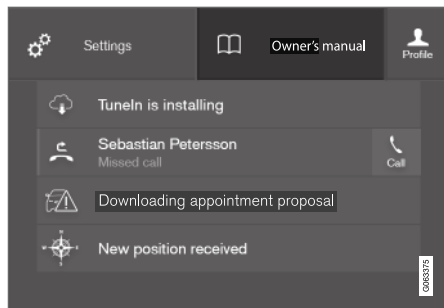 Settings
Owner's manual
Profile
TuneIn is installing
Sebastian Petersson
Missed call
Call
Downloading appointment proposal
New position received
G063375